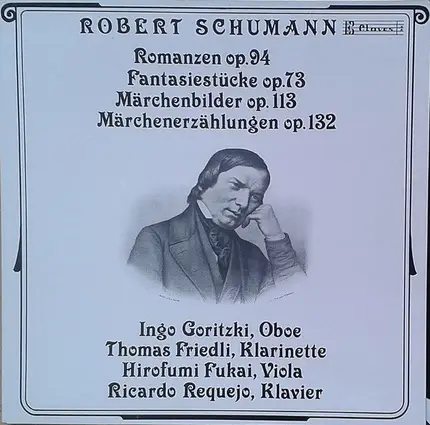 ROBERT SCHUMANN Claves
Romanzen op.94
Fantasiestücke op.73
Märchenbilder op.113
Märchenerzählungen op.132
Ingo Goritzki, Oboe
Thomas Friedli, Klarinette
Hirofumi Fukai, Viola
Ricardo Requejo, Klavier